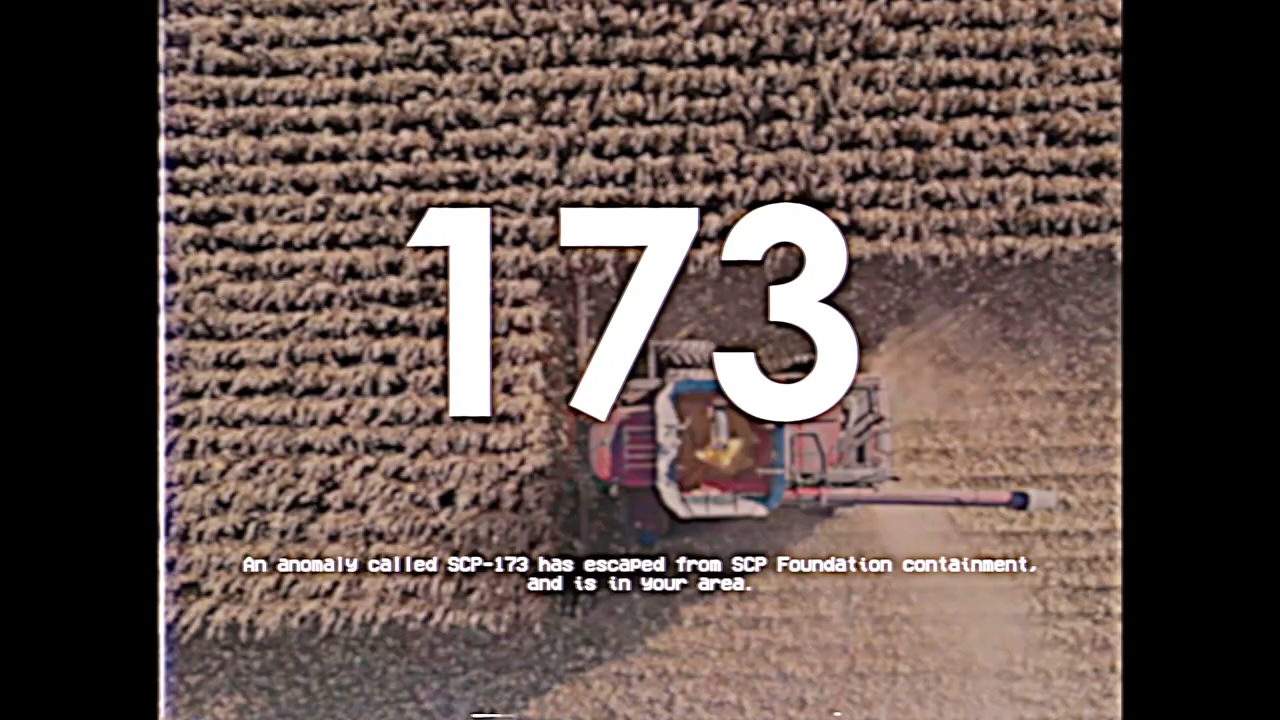 173
An anomaly called SCP-173 has escaped from SCP Foundation containment,
and is in your area.